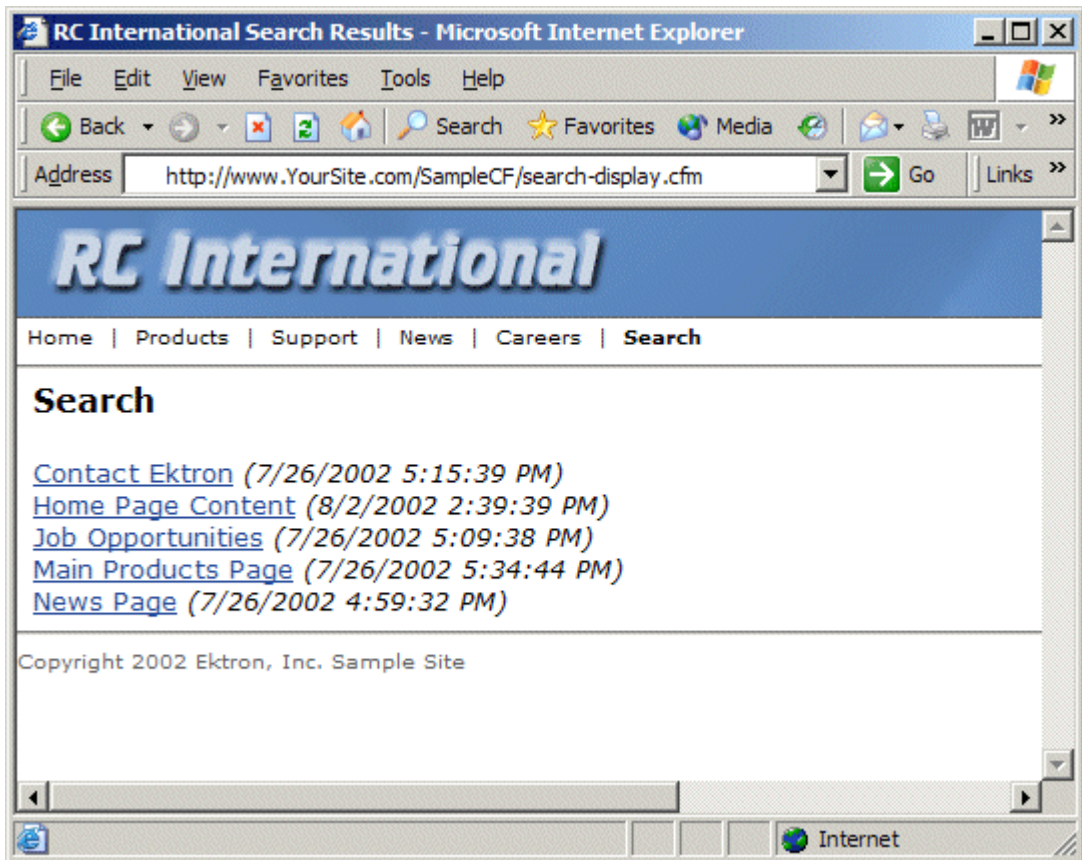 RC International Search Results - Microsoft Internet Explorer
File Edit View Favorites Tools Help
Back Search Favorites Media W »
Address http://www.YourSite.com/SampleCF/search-display.cfm Go Links »
RC International
Home | Products | Support | News | Careers | Search
Search
Contact Ektron (7/26/2002 5:15:39 PM)
Home Page Content (8/2/2002 2:39:39 PM)
Job Opportunities (7/26/2002 5:09:38 PM)
Main Products Page (7/26/2002 5:34:44 PM)
News Page (7/26/2002 4:59:32 PM)
Copyright 2002 Ektron, Inc. Sample Site
Internet